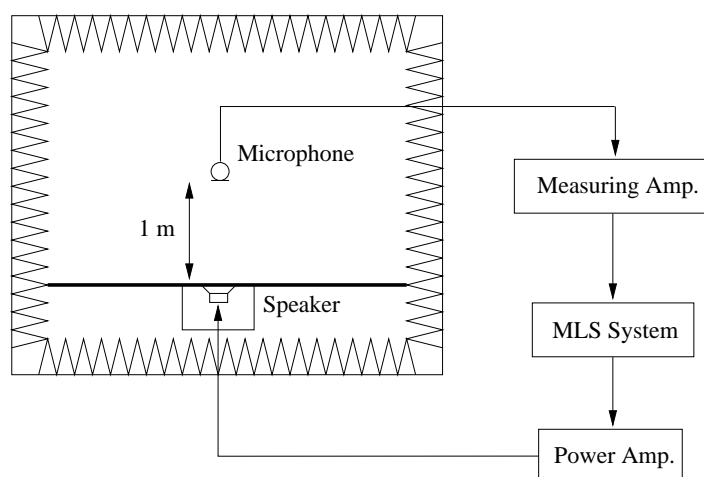 Microphone
Measuring Amp.
1 m
Speaker
MLS System
Power Amp.